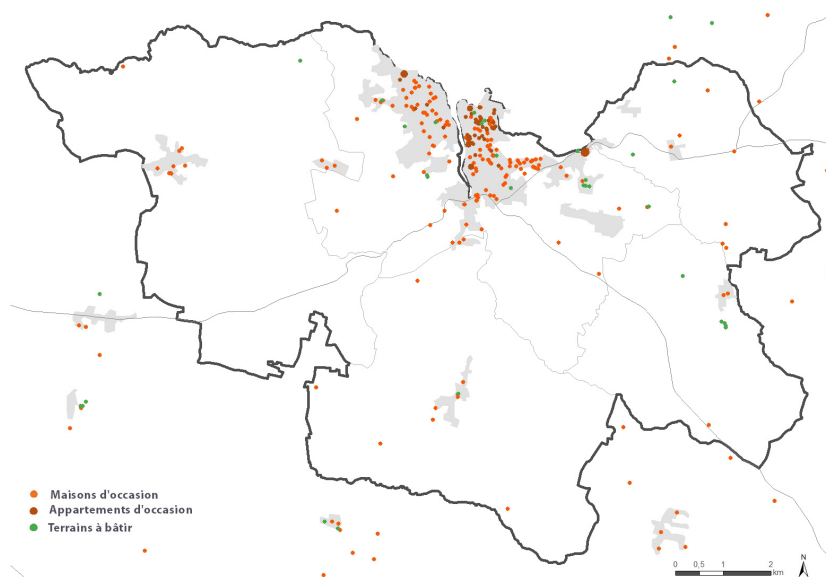 Maisons d'occasion
Appartements d'occasion
Terrains à bâtir
0 0,5 1 2
km
N